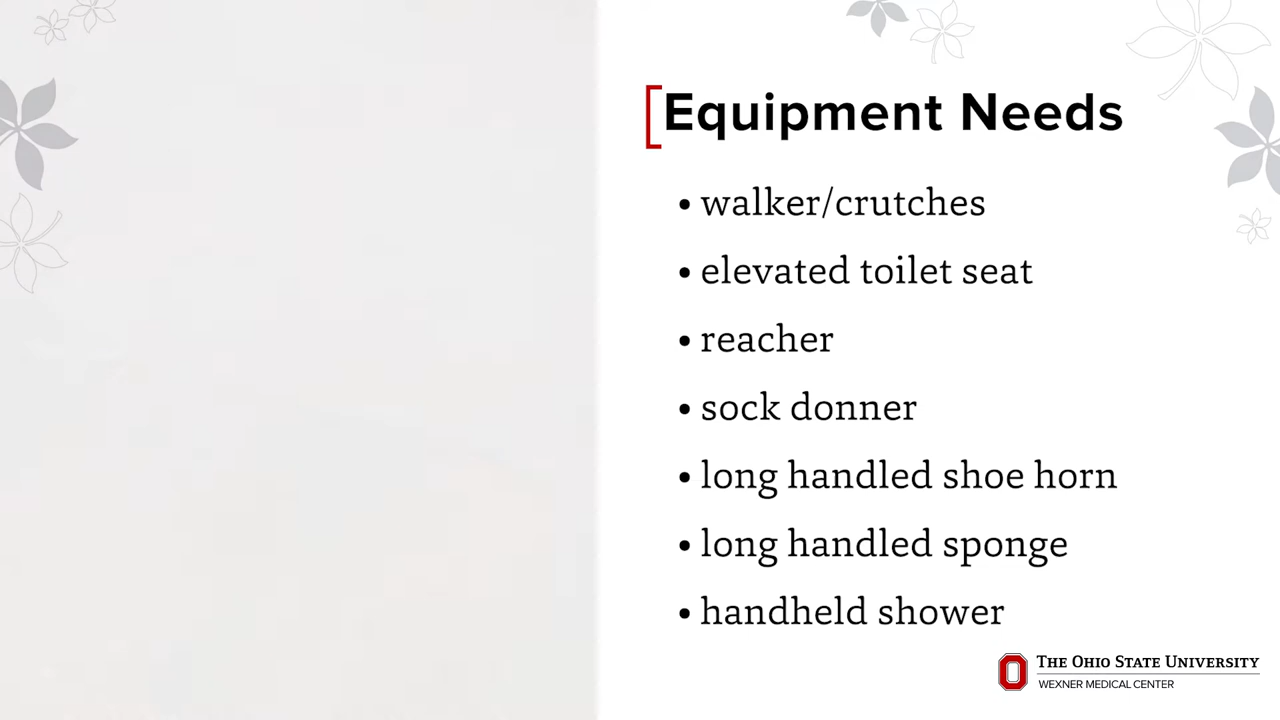 Equipment Needs
• walker/crutches
• elevated toilet seat
• reacher
• sock donner
• long handled shoe horn
• long handled sponge
• handheld shower
The Ohio State University
WEXNER MEDICAL CENTER